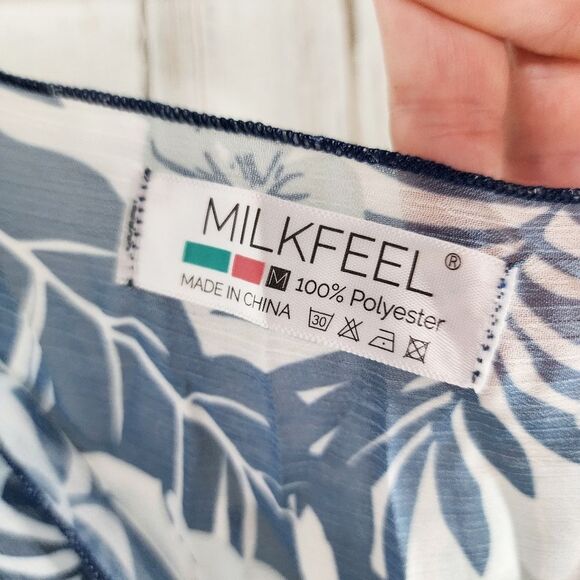 MILKFEEL ®
M 100% Polyester
MADE IN CHINA 30